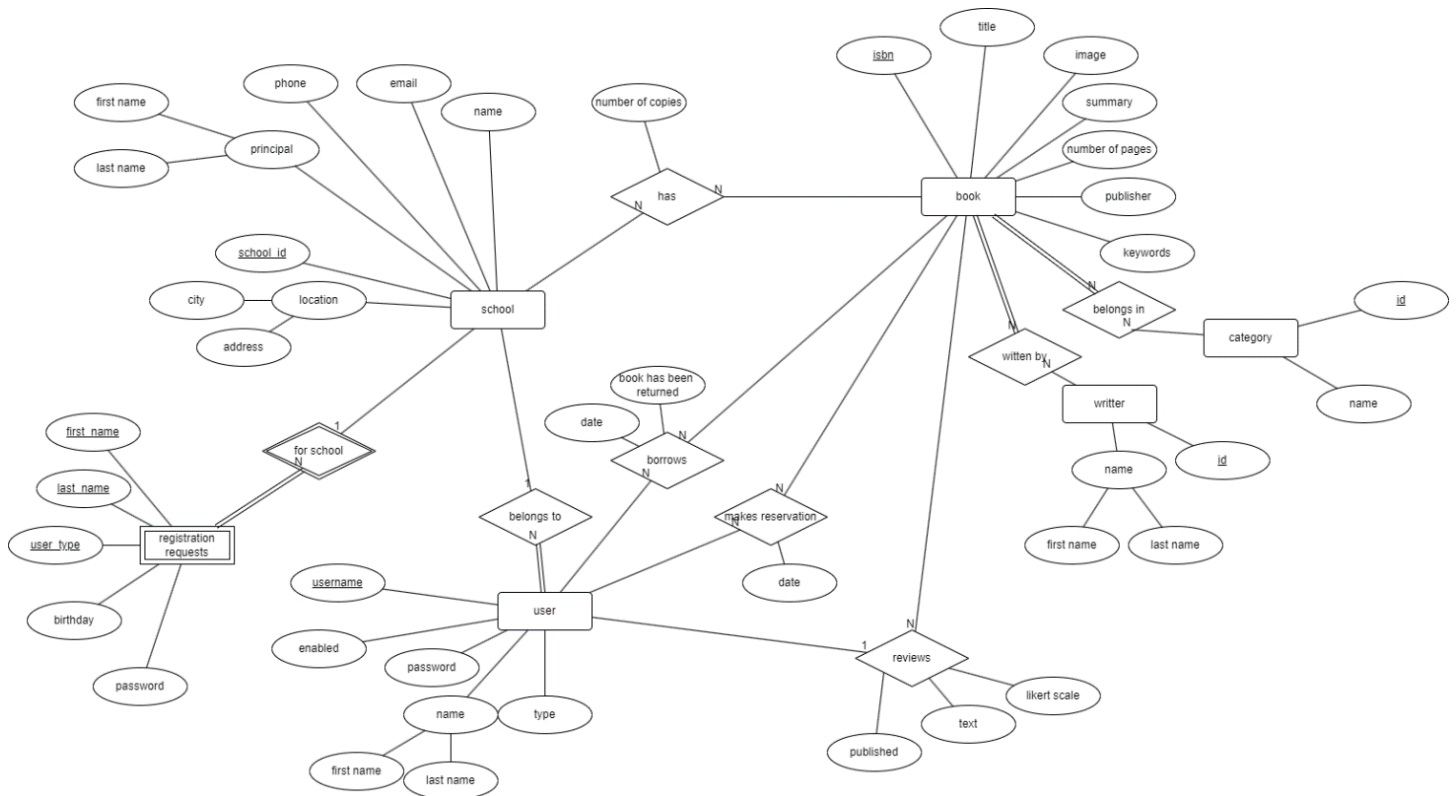 title
isbn
image
phone
email
first name
name
number of copies
summary
principal
number of pages
last name
has
N
book
publisher
N
school_id
keywords
city
location
school
N
belongs in
id
address
N
category
N
witten by
N
book has been
returned
name
writter
date
first_name
1
N
for school
borrows
name
id
N
N
last_name
1
N
belongs to
makes reservation
N
registration
requests
user_type
N
first name
last name
username
date
user
birthday
N
enabled
1
reviews
password
password
likert scale
name
type
text
published
first name
last name